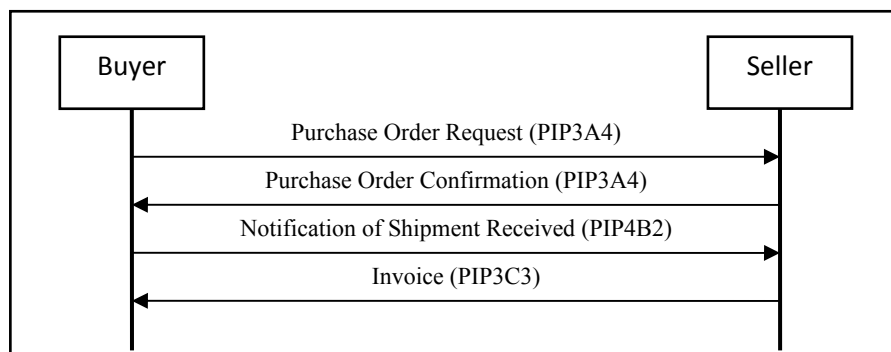 Buyer
Seller
Purchase Order Request (PIP3A4)
Purchase Order Confirmation (PIP3A4)
Notification of Shipment Received (PIP4B2)
Invoice (PIP3C3)